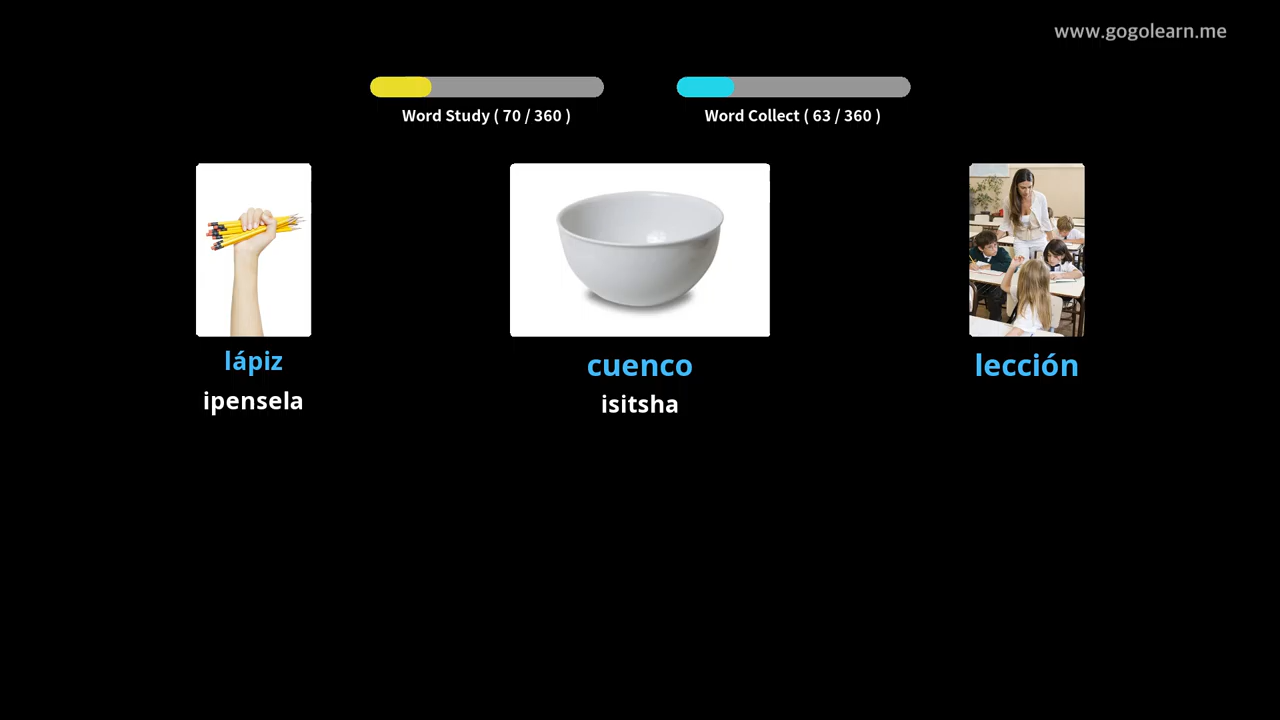 www.gogolearn.me
Word Study ( 70 / 360 )
Word Collect ( 63 / 360 )
lápiz
ipensela
cuenco
isitsha
lección